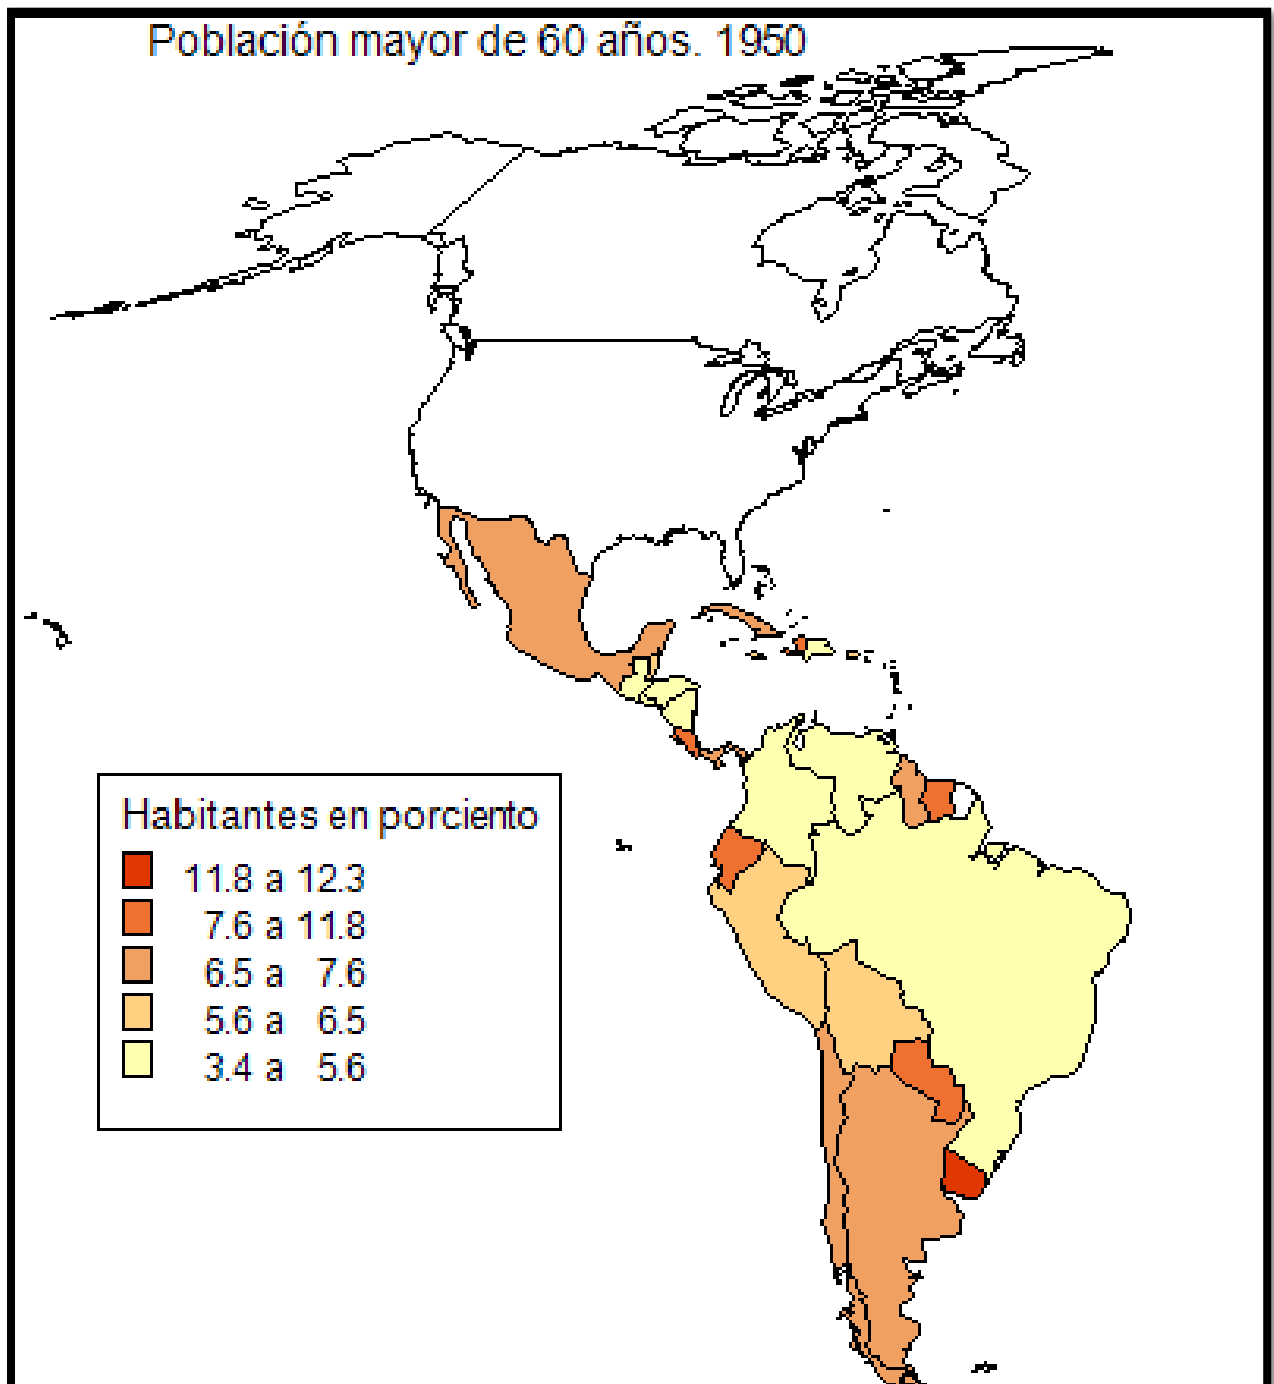 Población mayor de 60 años. 1950
Habitantes en porciento
11.8 a 12.3
7.6 a 11.8
6.5 a 7.6
5.6 a 6.5
3.4 a 5.6